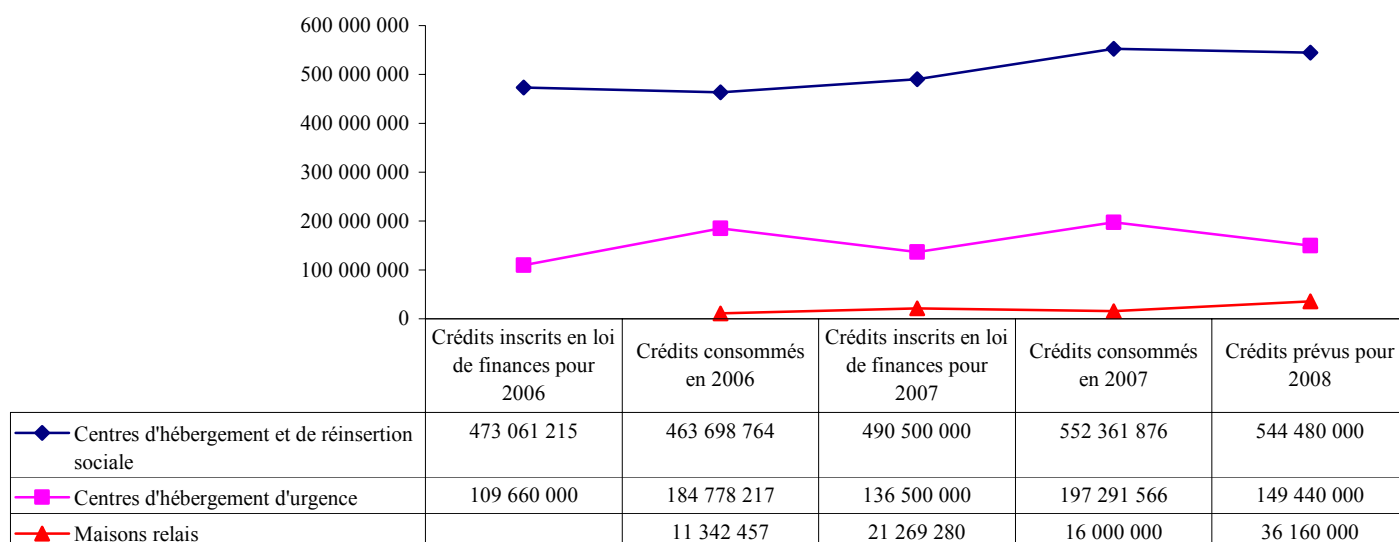 600 000 000
500 000 000
400 000 000
300 000 000
200 000 000
100 000 000
0
Crédits inscrits en loi
de finances pour
2006
Crédits consommés
en 2006
Crédits inscrits en loi
de finances pour
2007
Crédits consommés
en 2007
Crédits prévus pour
2008
Centres d'hébergement et de réinsertion
sociale
473 061 215
463 698 764
490 500 000
552 361 876
544 480 000
Centres d'hébergement d'urgence
109 660 000
184 778 217
136 500 000
197 291 566
149 440 000
Maisons relais
11 342 457
21 269 280
16 000 000
36 160 000